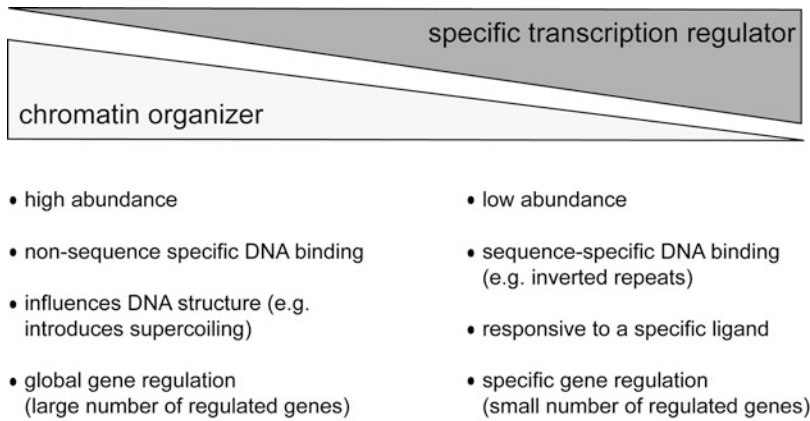 specific transcription regulator
chromatin organizer
• high abundance
• non-sequence specific DNA binding
• influences DNA structure (e.g.
introduces supercoiling)
• global gene regulation
(large number of regulated genes)
• low abundance
• sequence-specific DNA binding
(e.g. inverted repeats)
• responsive to a specific ligand
• specific gene regulation
(small number of regulated genes)